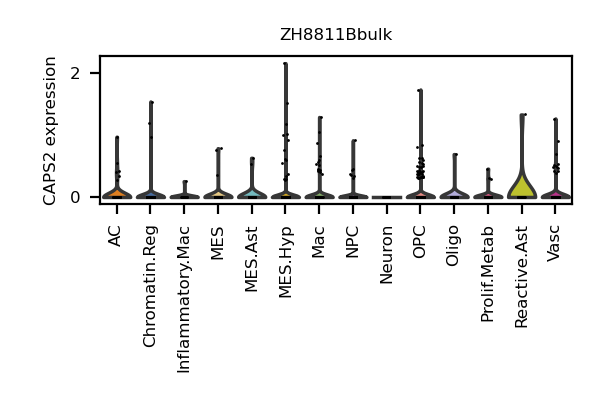 ZH8811Bbulk
CAPS2 expression
2
0
AC
Chromatin.Reg
Inflammatory.Mac
MES
MES.Ast
MES.Hyp
Mac
NPC
Neuron
OPC
Oligo
Prolif.Metab
Reactive.Ast
Vasc